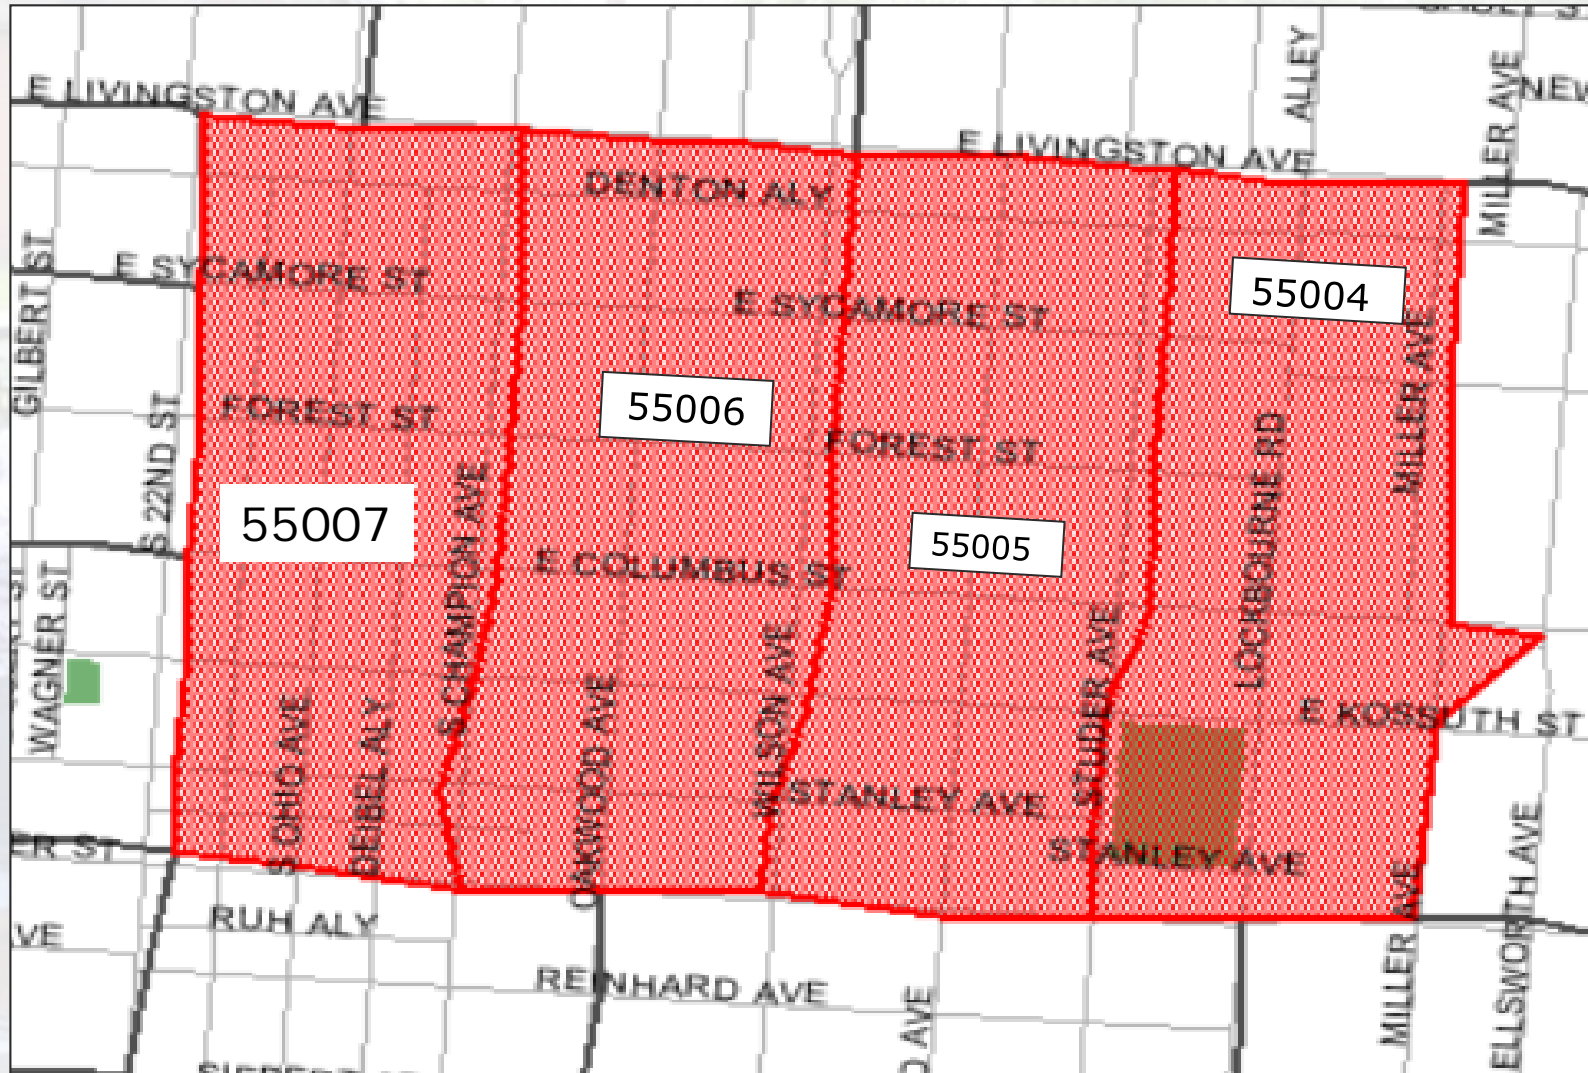 E LIVINGSTON AVE
ALLEY
MILLER AVE
NEW
E LIVINGSTON AVE
DENTON ALY
GILBERT ST
E SYCAMORE ST
E SYCAMORE ST
55004
MILLER AVE
55006
FOREST ST
FOREST ST
S 22ND ST
LOCKBOURNE RD
55007
S CHAMPION AVE
E COLUMBUS ST
55005
WAGNER ST
STUDER AVE
WILSON AVE
OAKWOOD AVE
S OHIO AVE
DEIBEL ALY
E KOSSUTH ST
STANLEY AVE
STANLEY AVE
ER ST
MILLER AVE
ELLSWORTH AVE
RUH ALY
VE
REINHARD AVE
D AVE